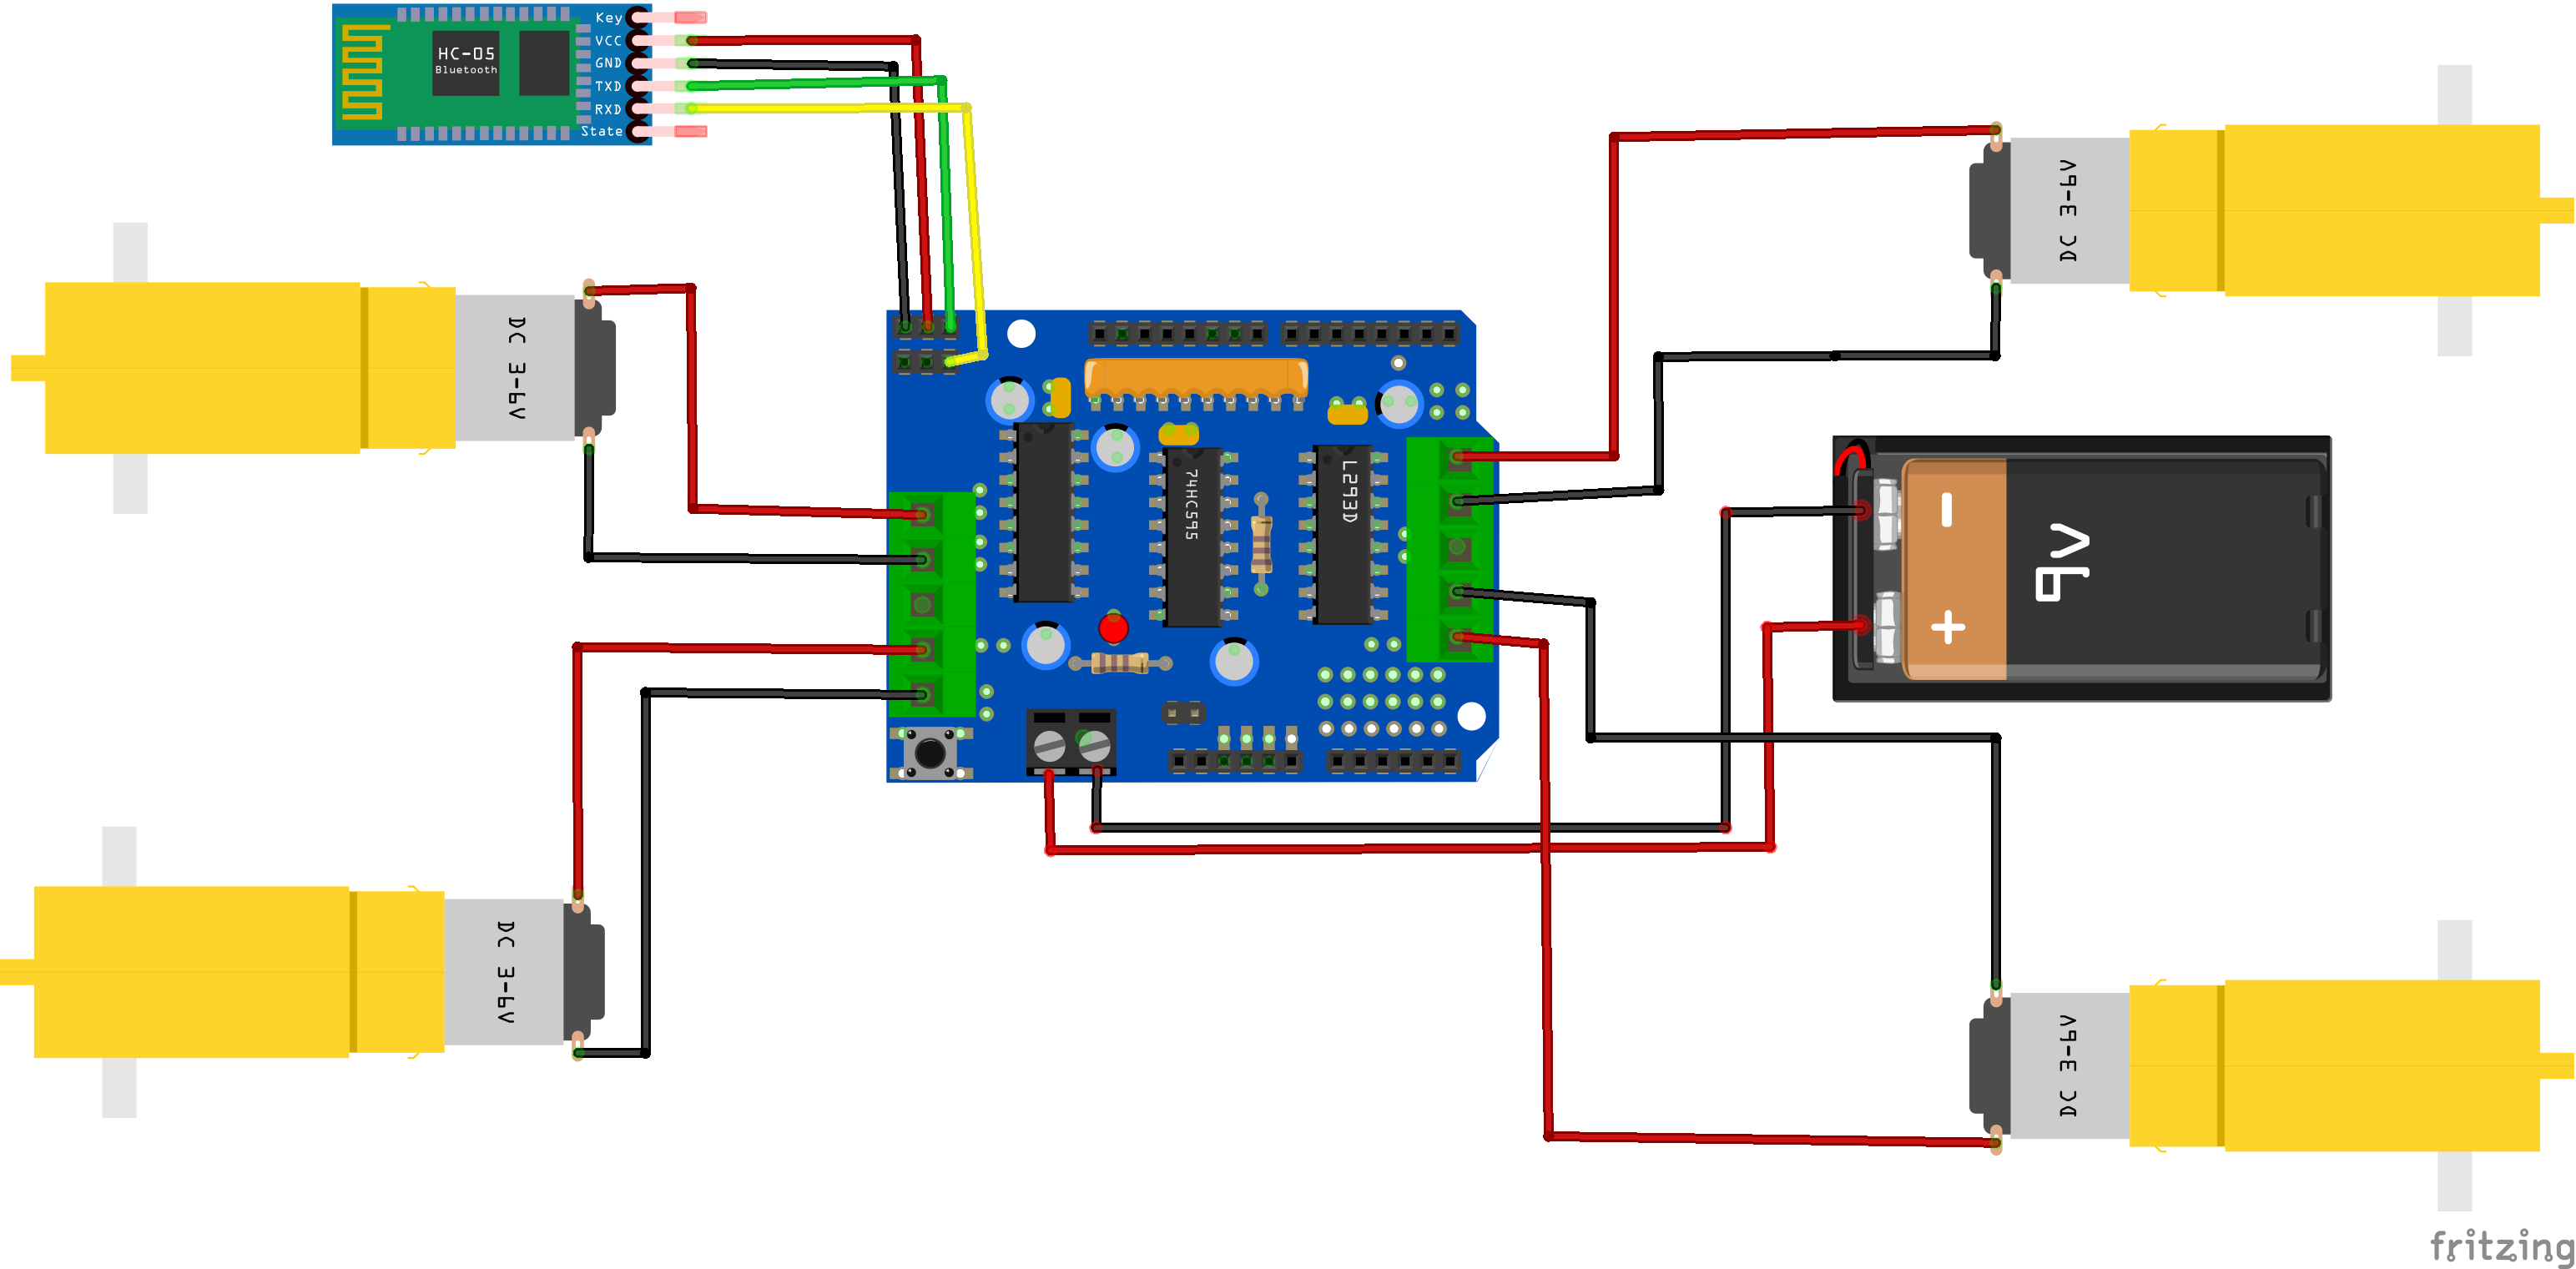 Key
VCC
GND
TXD
RXD
State
HC-05
Bluetooth
DC 3-6V
DC 3-6V
DC 3-6V
DC 3-6V
74HC595
L293D
-
+
9V
fritzing